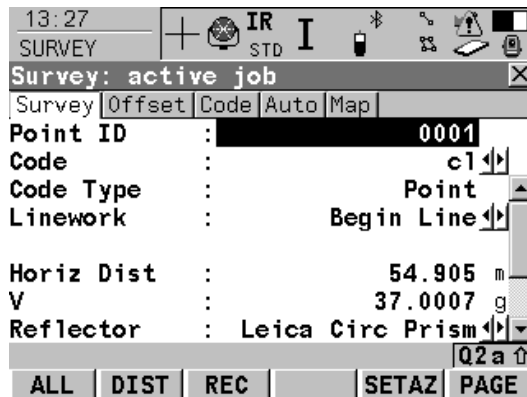 13:27
SURVEY
IR
STD
I
Survey: active job
Survey Offset Code Auto Map
Point ID : 0001
Code : cl
Code Type : Point
Linework : Begin Line
Horiz Dist : 54.905 m
V : 37.0007 g
Reflector : Leica Circ Prism
Q2a
ALL DIST REC SETAZ PAGE